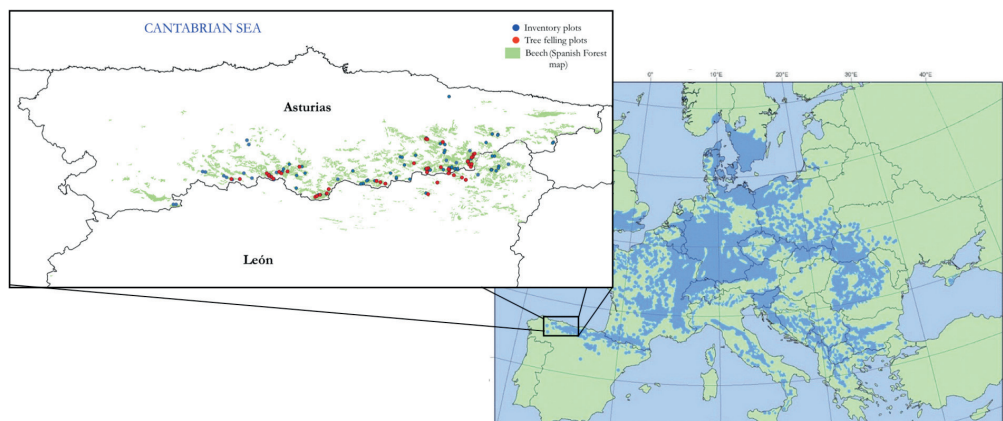 CANTABRIAN SEA
Inventory plots
Tree felling plots
Beech (Spanish Forest
map)
Asturias
León
0°
10°E
20°E
30°E
40°E